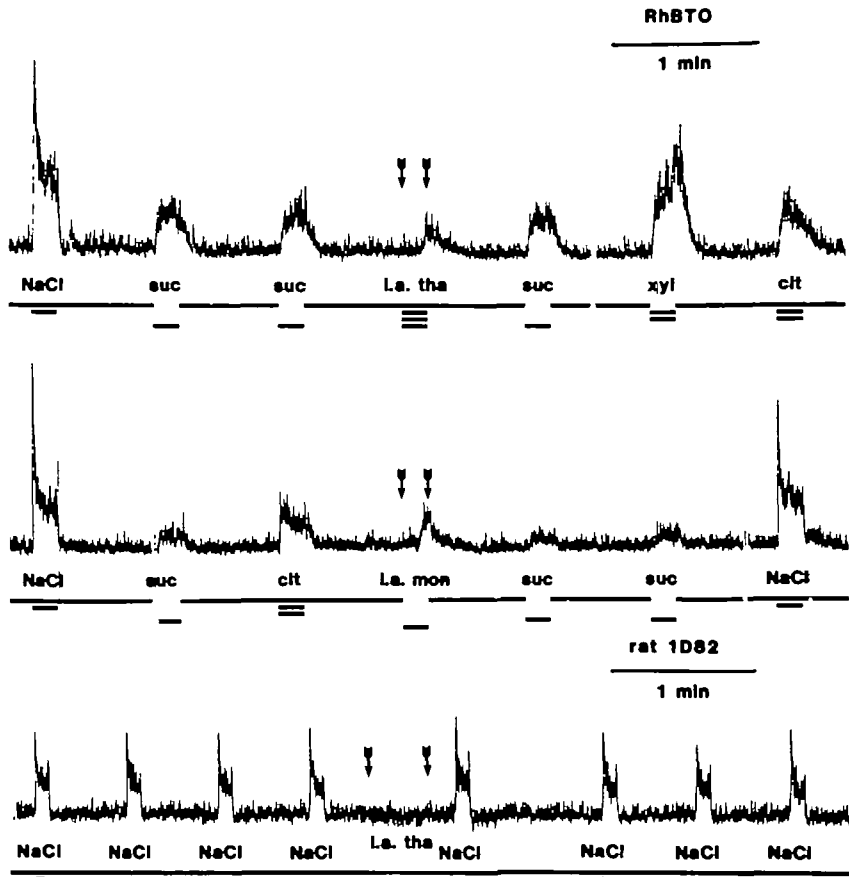 RhBTO
1 min
NaCl suc suc i.a. tha suc xyl cit
NaCl suc cit i.a. mon suc suc NaCl
rat 1D82
1 min
i.a. tha
NaCl NaCl NaCl NaCl NaCl NaCl NaCl NaCl